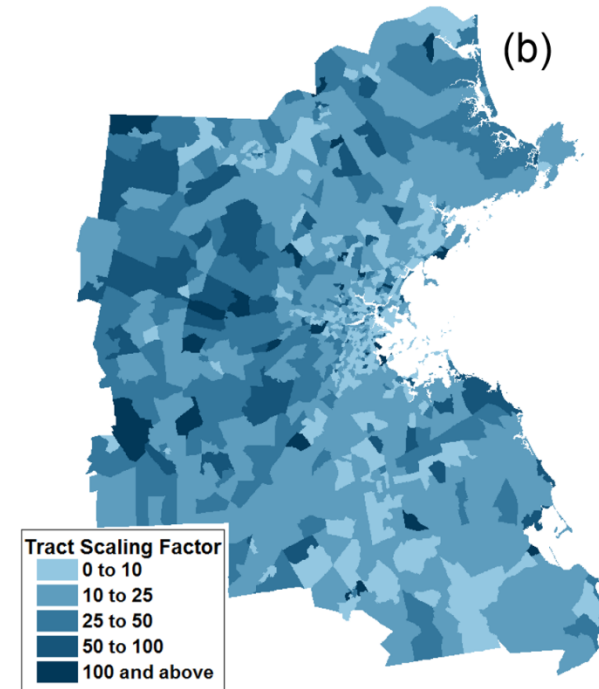 (b)
Tract Scaling Factor
0 to 10
10 to 25
25 to 50
50 to 100
100 and above